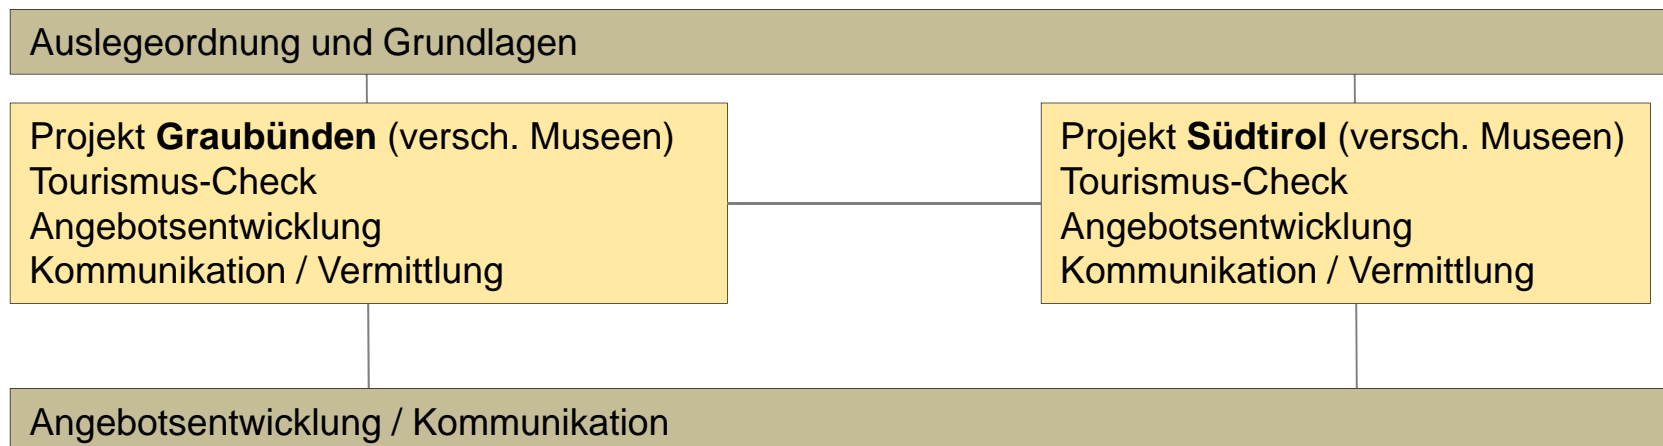 Auslegeordnung und Grundlagen
Projekt Graubünden (versch. Museen)
Tourismus-Check
Angebotsentwicklung
Kommunikation / Vermittlung
Projekt Südtirol (versch. Museen)
Tourismus-Check
Angebotsentwicklung
Kommunikation / Vermittlung
Angebotsentwicklung / Kommunikation